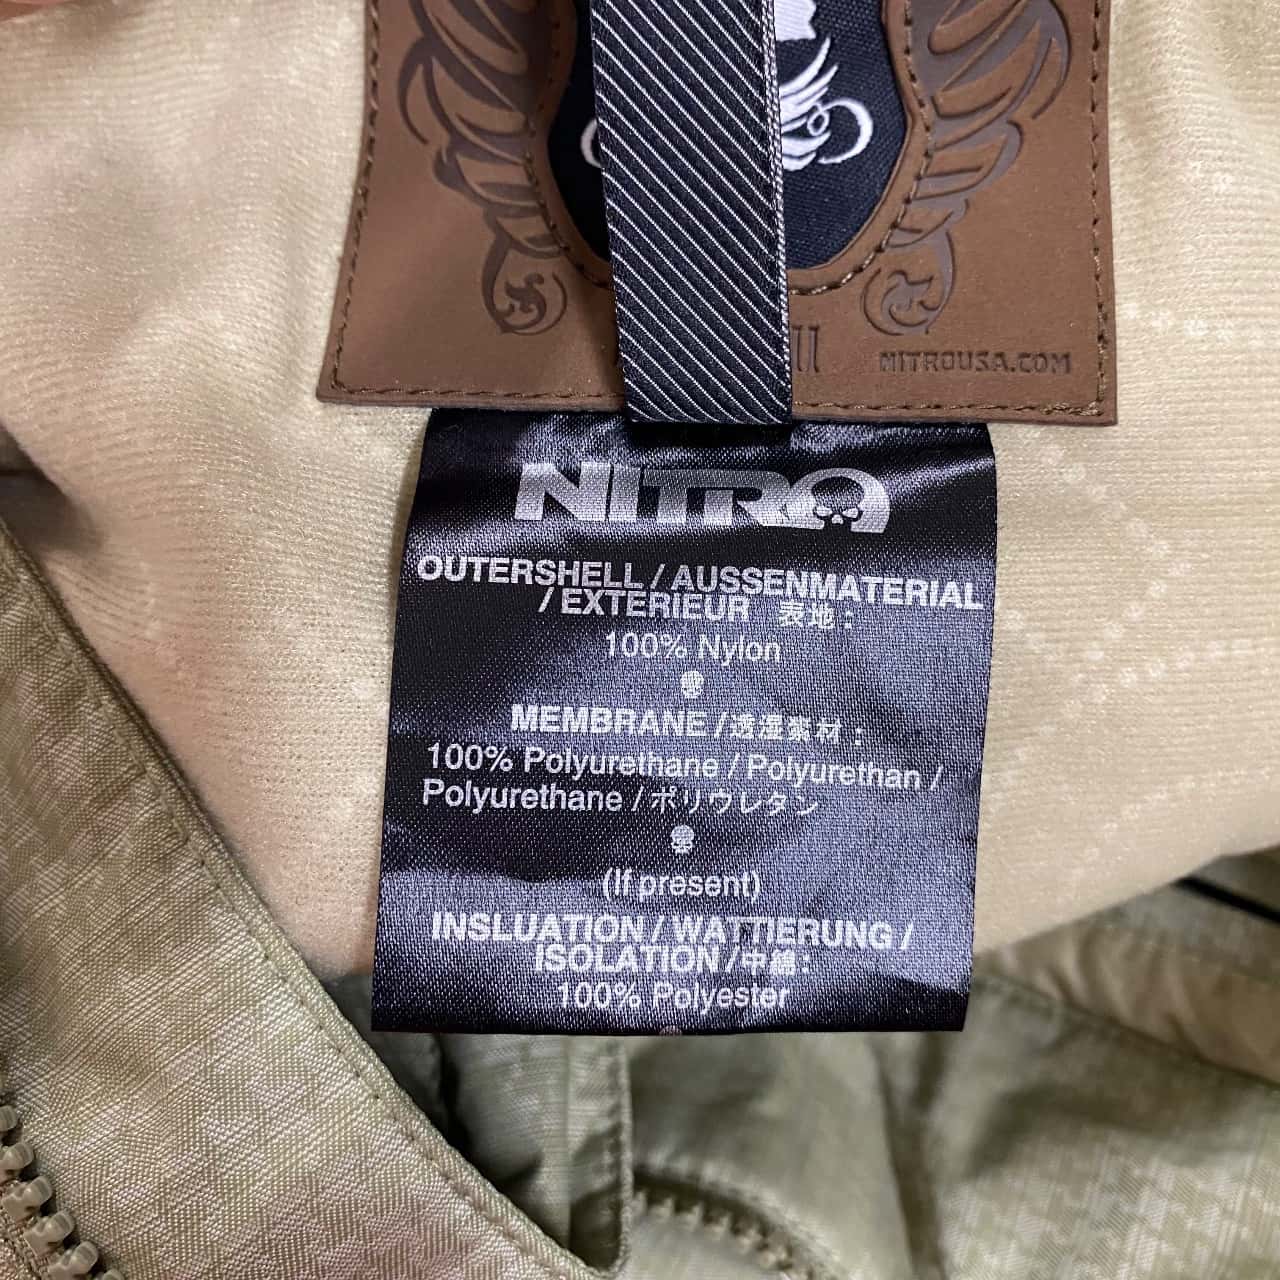 NITROUSA.COM
NITRO
OUTERSHELL / AUSSENMATERIAL
/ EXTERIEUR 表地 :
100% Nylon
MEMBRANE / 透湿素材 :
100% Polyurethane / Polyurethan /
Polyurethane / ポリウレタン
(If present)
INSLUATION / WATTIERUNG /
ISOLATION / 中綿 :
100% Polyester